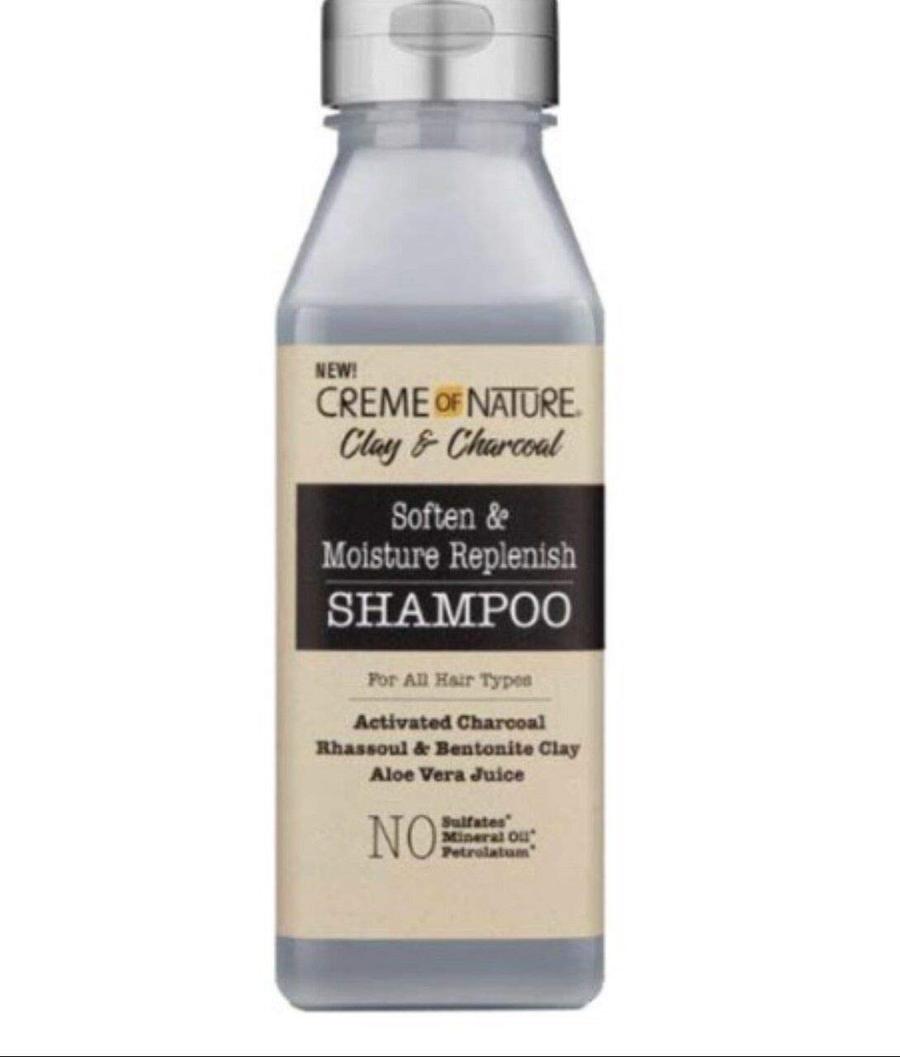 NEW!
CREME OF NATURE®
Clay & Charcoal
Soften &
Moisture Replenish
SHAMPOO
For All Hair Types
Activated Charcoal
Rhassoul & Bentonite Clay
Aloe Vera Juice
NO Sulfates*
Mineral Oil*
Petrolatum*